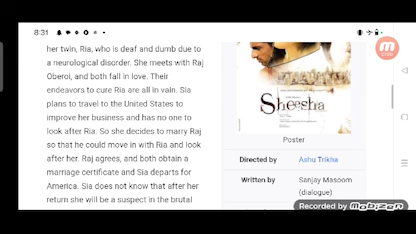 8:31
her twin, Ria, who is deaf and dumb due to
a neurological disorder. She meets with Raj
Oberoi, and both fall in love. Their
endeavors to cure Ria are all in vain. Sia
plans to travel to the United States to
improve her business and has no one to
look after Ria. So she decides to marry Raj
so that he could move in with Ria and look
after her. Raj agrees, and both obtain a
marriage certificate and Sia departs for
America. Sia does not know that after her
return she will be a suspect in the brutal
Sheesha
Poster
Directed by Ashu Trikha
Written by Sanjay Masoom
(dialogue)
Recorded by Mobizen